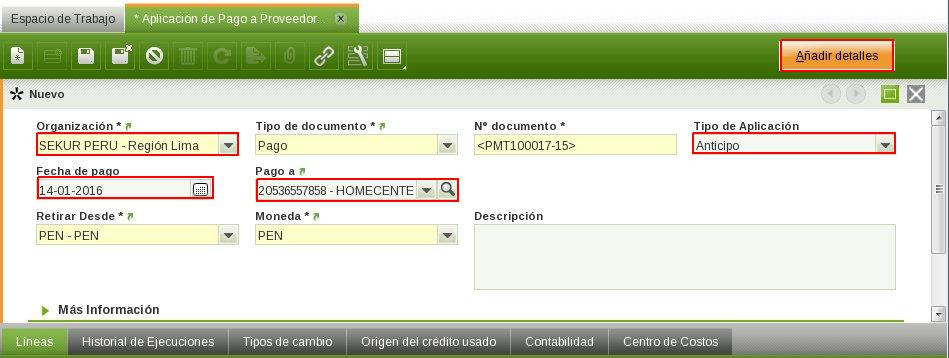 Espacio de Trabajo
* Aplicación de Pago a Proveedor...
Añadir detalles
Nuevo
Organización *
Tipo de documento *
Nº documento *
Tipo de Aplicación
SEKUR PERU - Región Lima
Pago
<PMT100017-15>
Anticipo
Fecha de pago
Pago a
14-01-2016
20536557858 - HOMECENTE
Retirar Desde *
Moneda *
Descripción
PEN - PEN
PEN
Más Información
Líneas
Historial de Ejecuciones
Tipos de cambio
Origen del crédito usado
Contabilidad
Centro de Costos